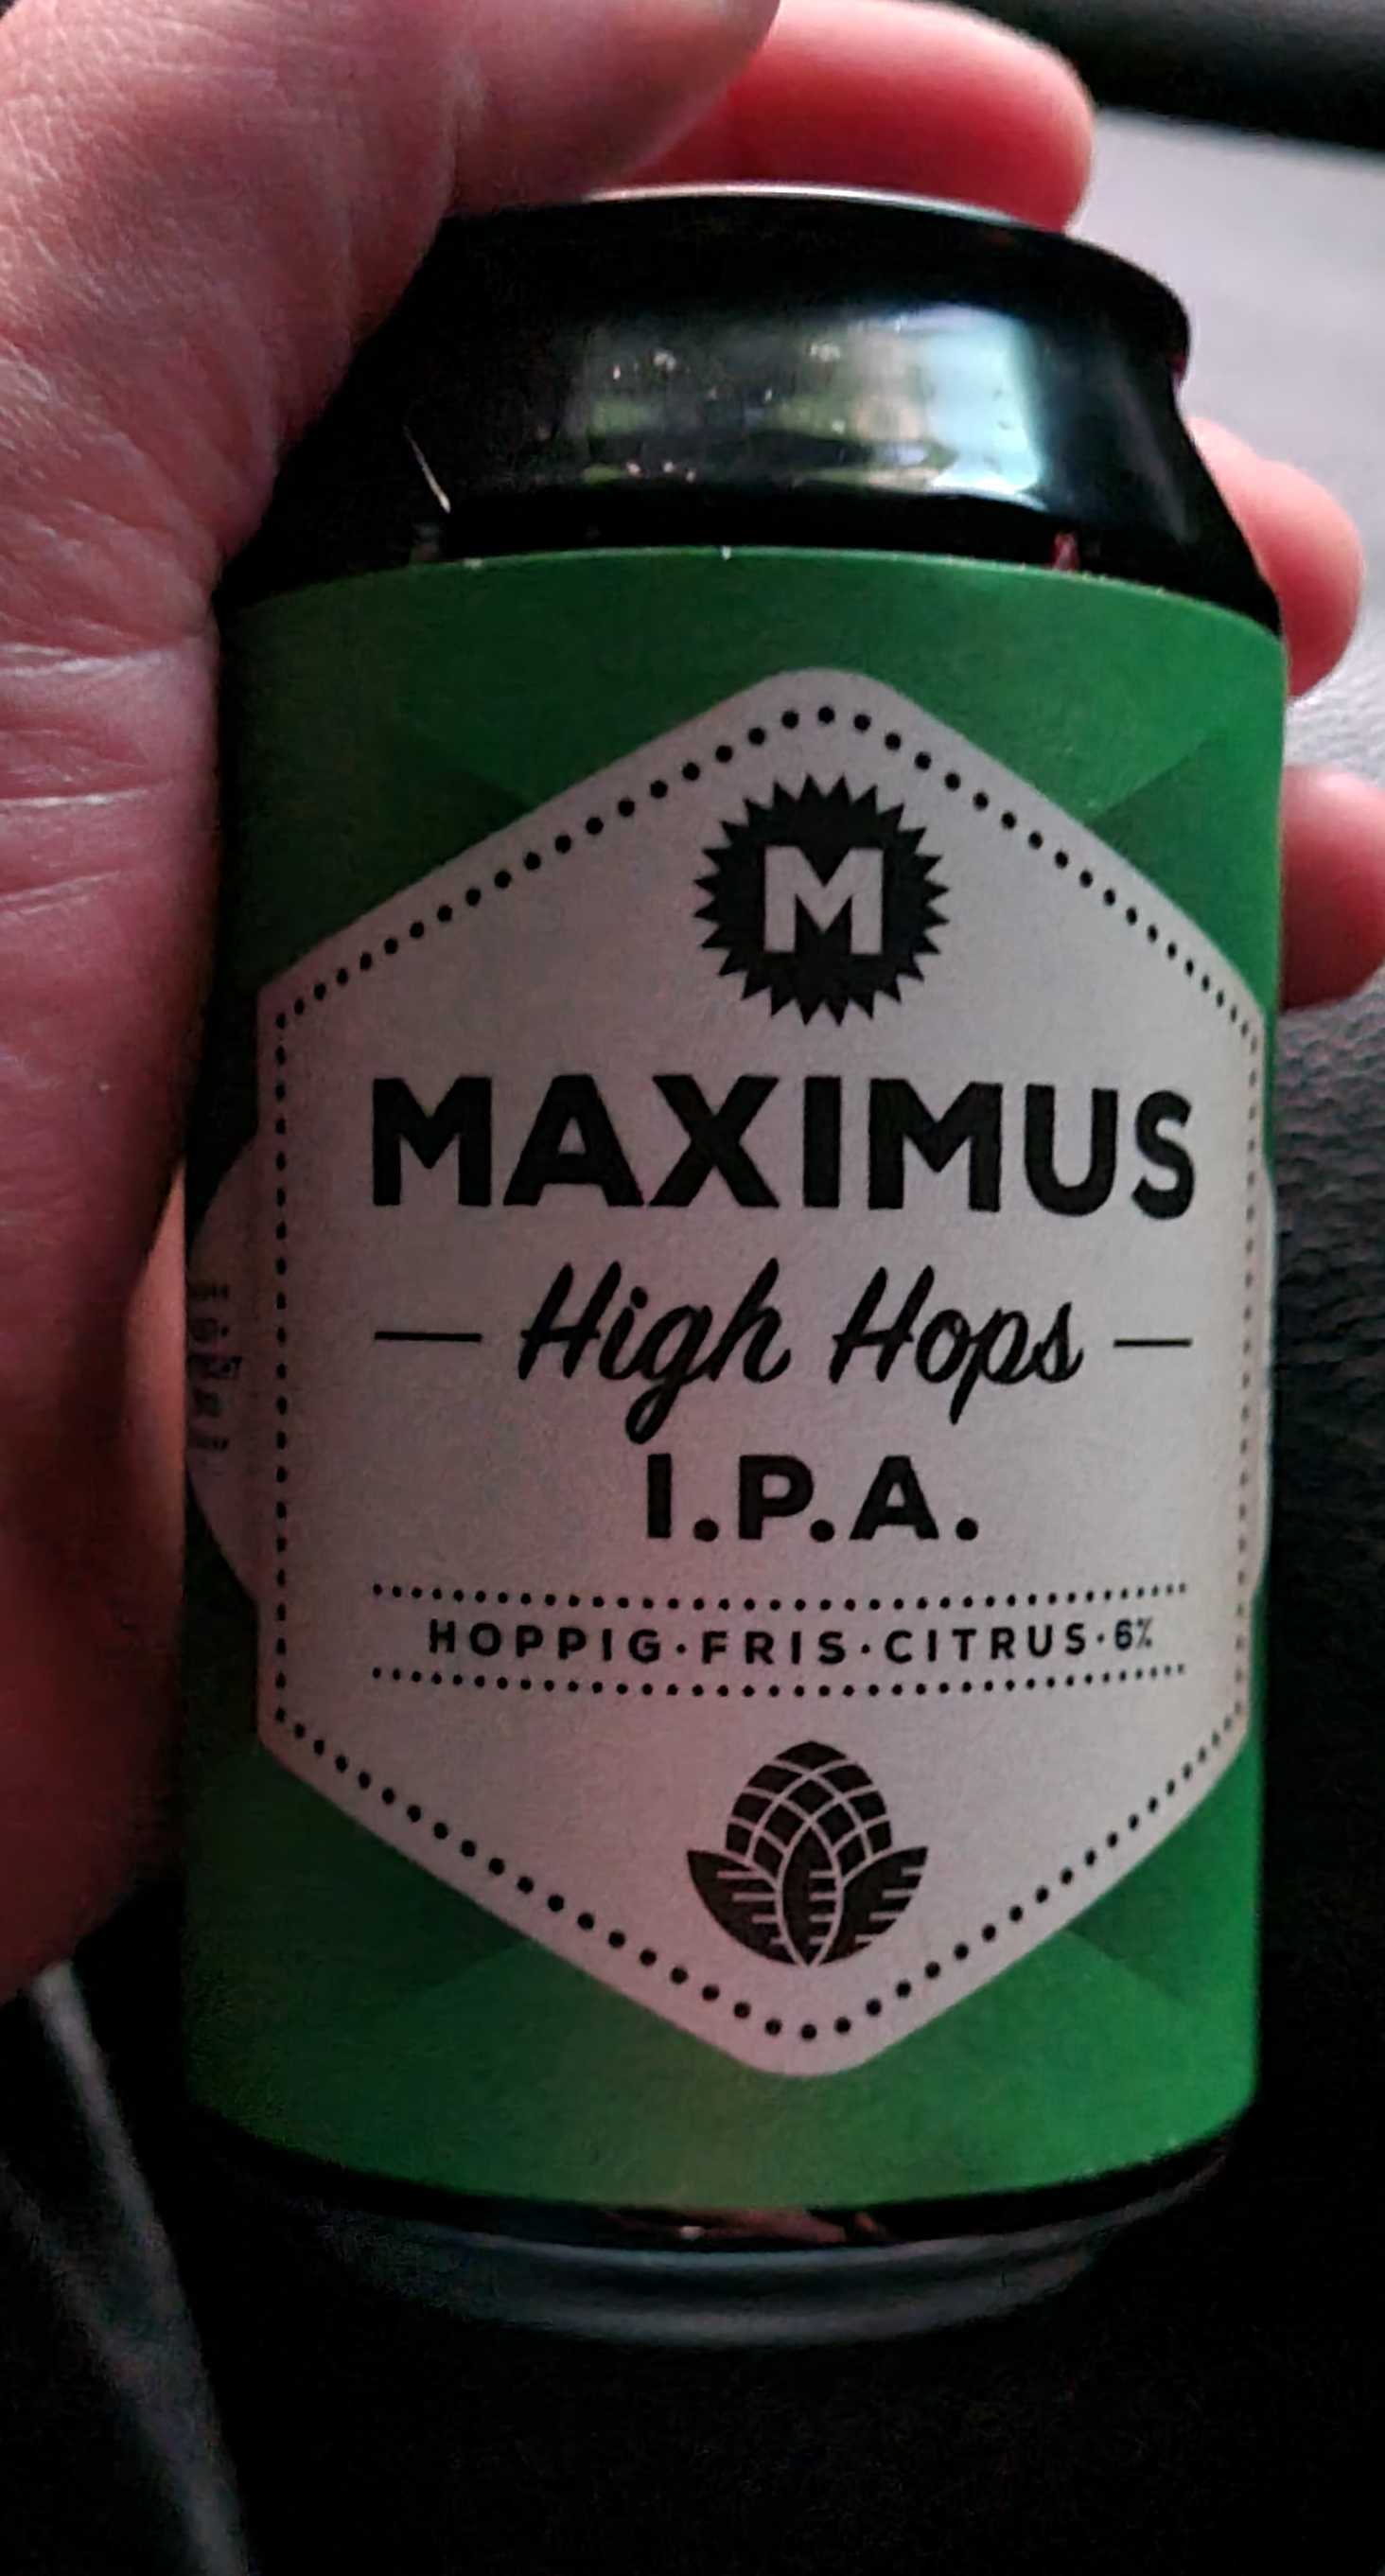 M
MAXIMUS
— High Hops —
I.P.A.
HOPPIG·FRIS·CITRUS·6%